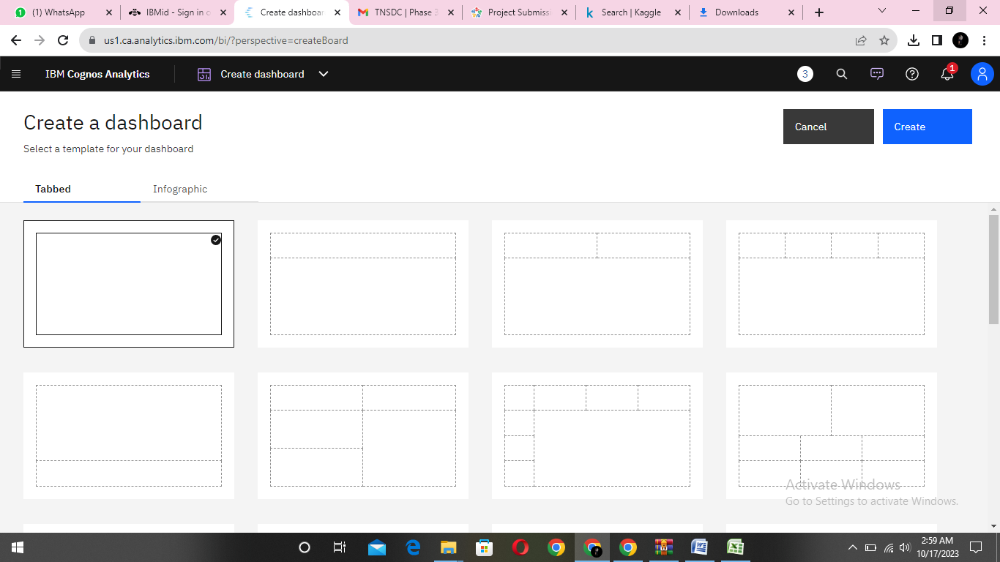 (1) WhatsApp
IBMid - Sign in o
Create dashboar
TNSDC | Phase 3
Project Submiss
Search | Kaggle
Downloads
us1.ca.analytics.ibm.com/bi/?perspective=createBoard
IBM Cognos Analytics
Create dashboard
3
1
Create a dashboard
Cancel
Create
Select a template for your dashboard
Tabbed
Infographic
Activate Windows
Go to Settings to activate Windows.
2:59 AM
10/17/2023